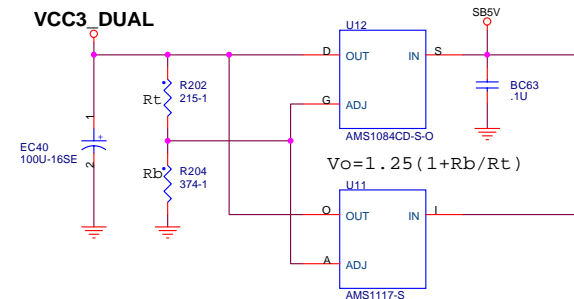 VCC3_DUAL
U12
SB5V
D OUT IN S
R202
215-1
Rt
BC63
.1U
G ADJ
1
EC40
100U-16SE
2
AMS1084CD-S-O
Rb
R204
374-1
Vo=1.25(1+Rb/Rt)
U11
O OUT IN I
A ADJ
AMS1117-S